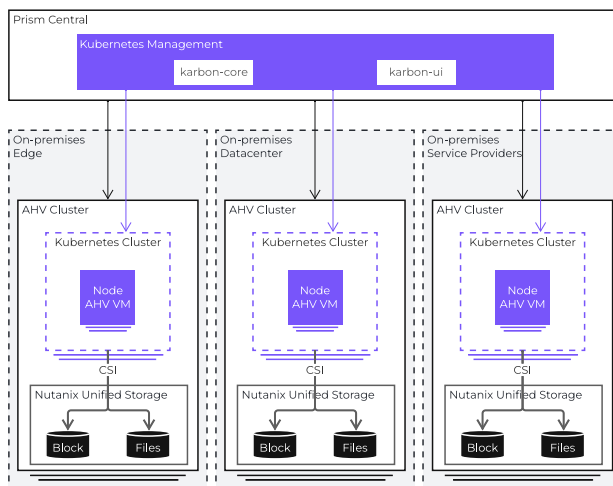 Prism Central
Kubernetes Management
karbon-core
karbon-ui
On-premises
Edge
AHV Cluster
Kubernetes Cluster
Node
AHV VM
CSI
Nutanix Unified Storage
Block
Files
On-premises
Datacenter
AHV Cluster
Kubernetes Cluster
Node
AHV VM
CSI
Nutanix Unified Storage
Block
Files
On-premises
Service Providers
AHV Cluster
Kubernetes Cluster
Node
AHV VM
CSI
Nutanix Unified Storage
Block
Files